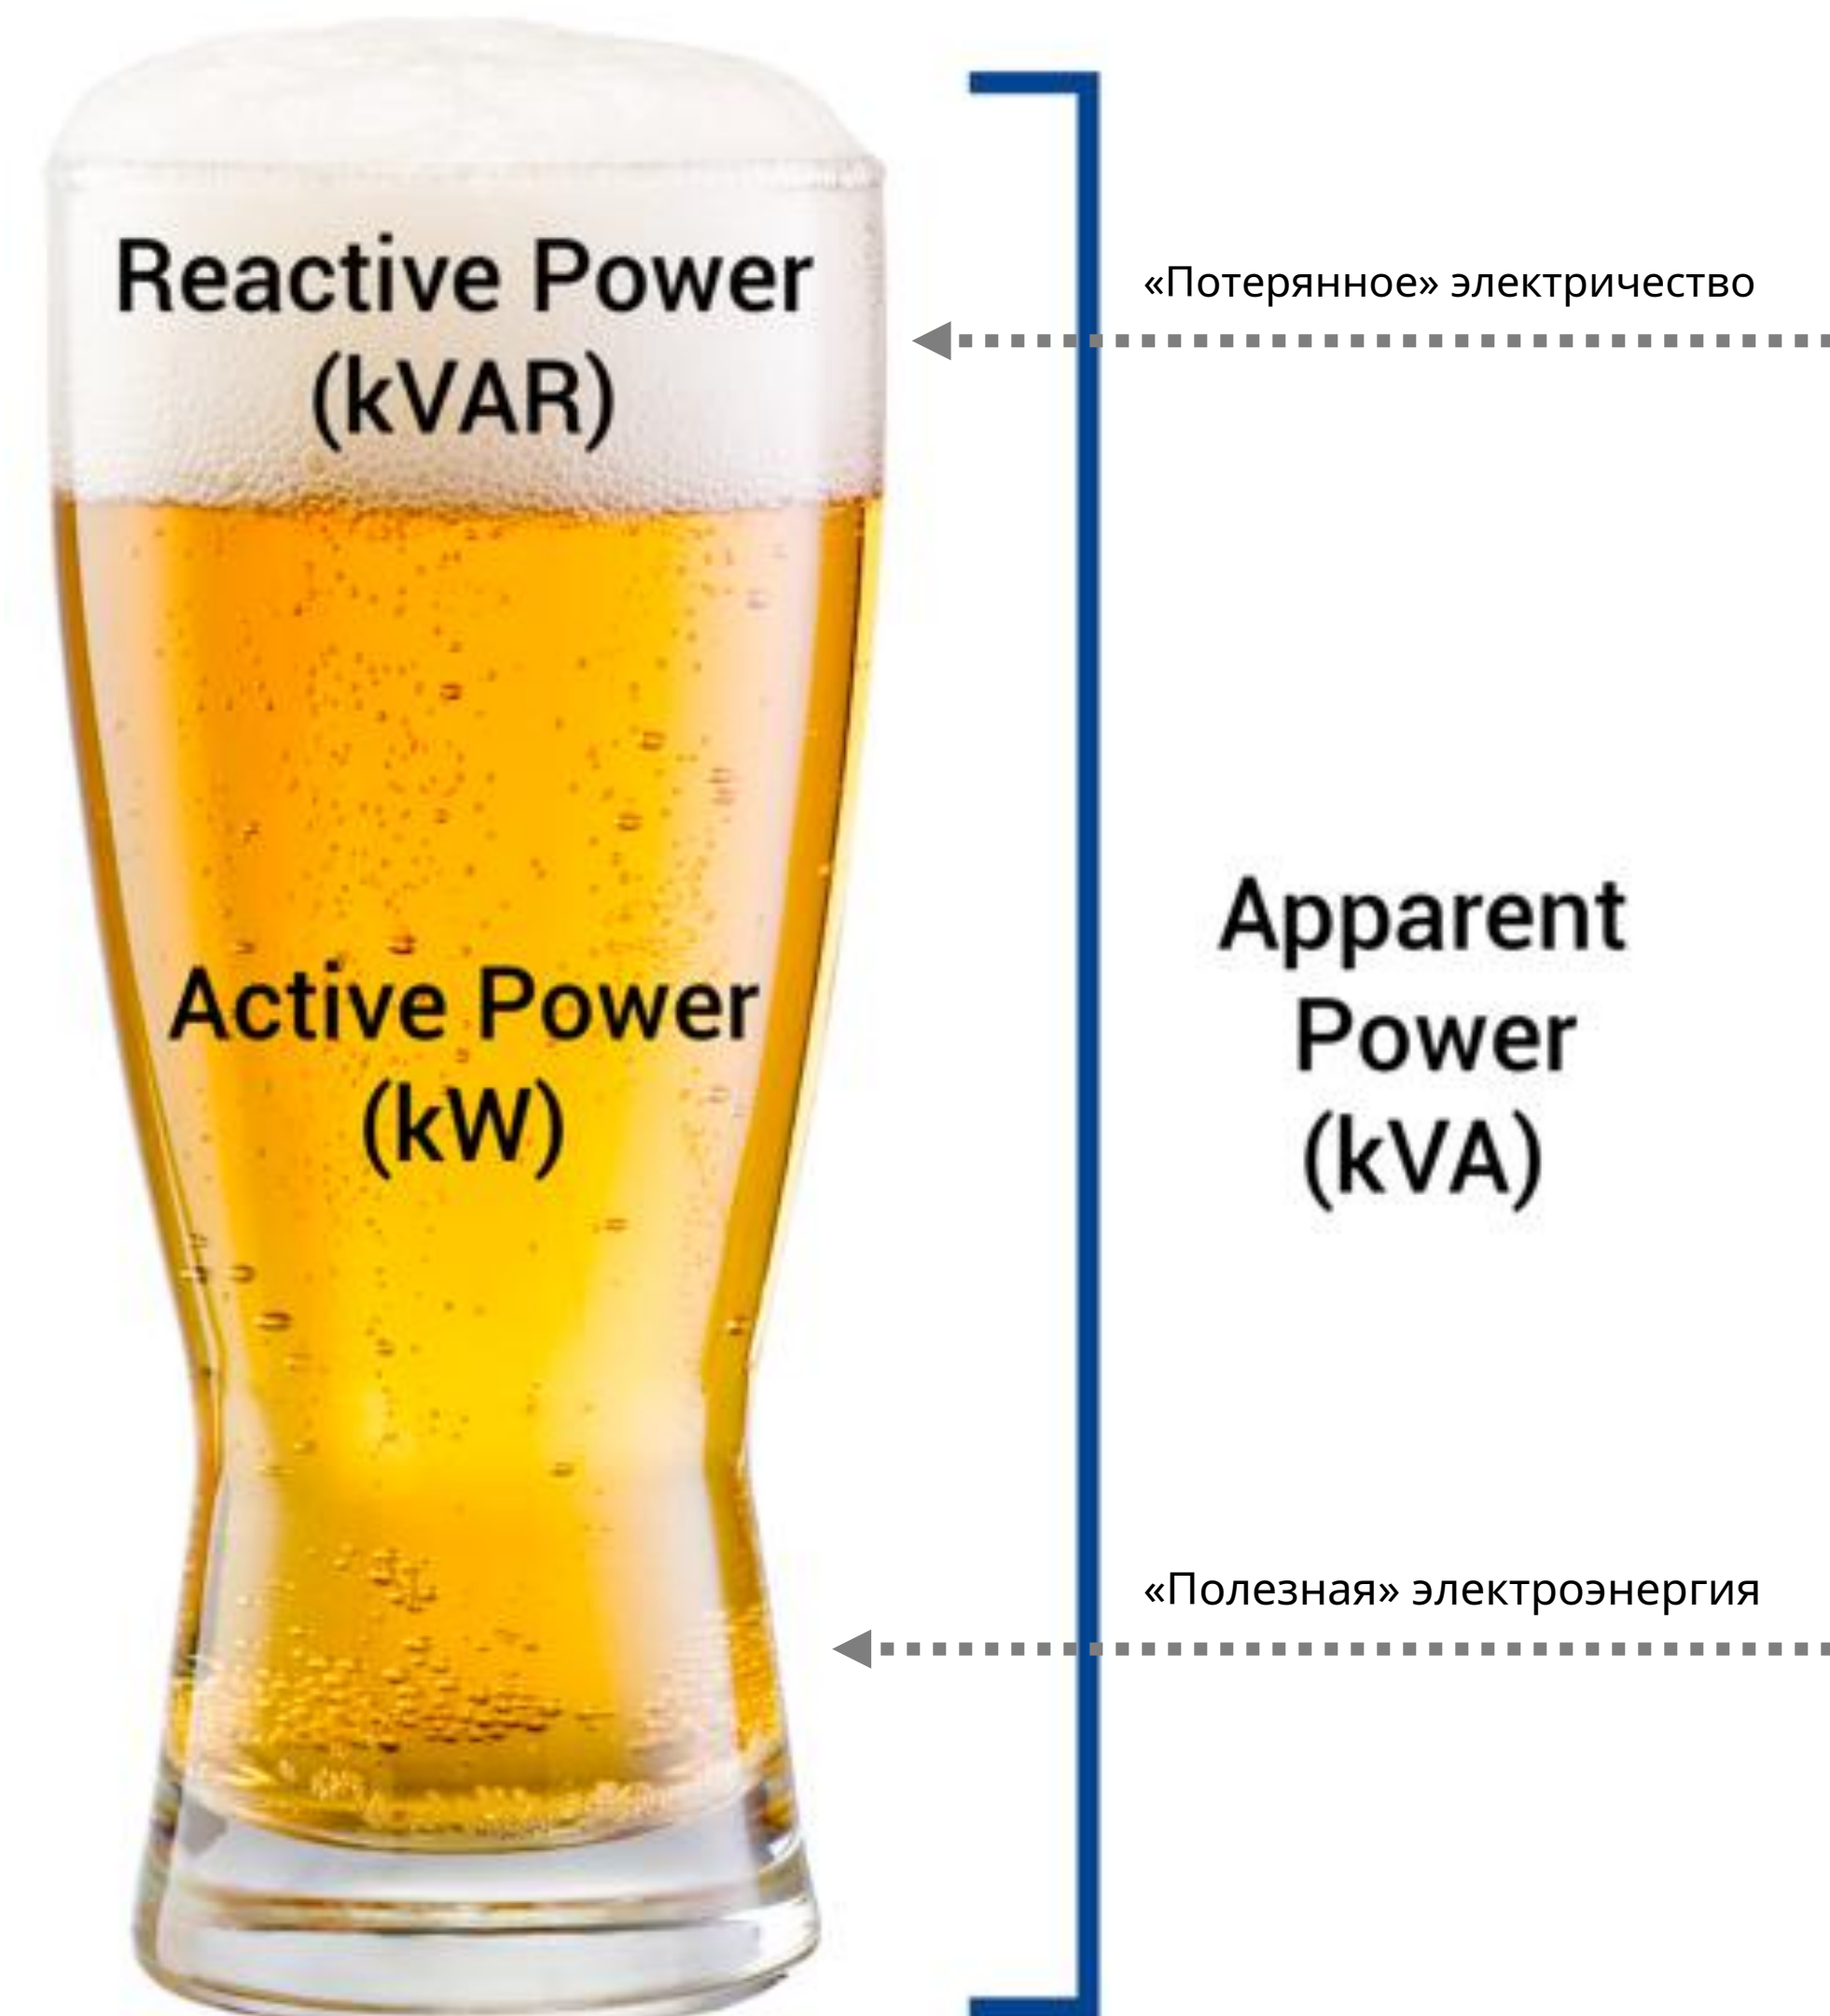 Reactive Power
(kVAR)
«Потерянное» электричество
Active Power
(kW)
Apparent
Power
(kVA)
«Полезная» электроэнергия